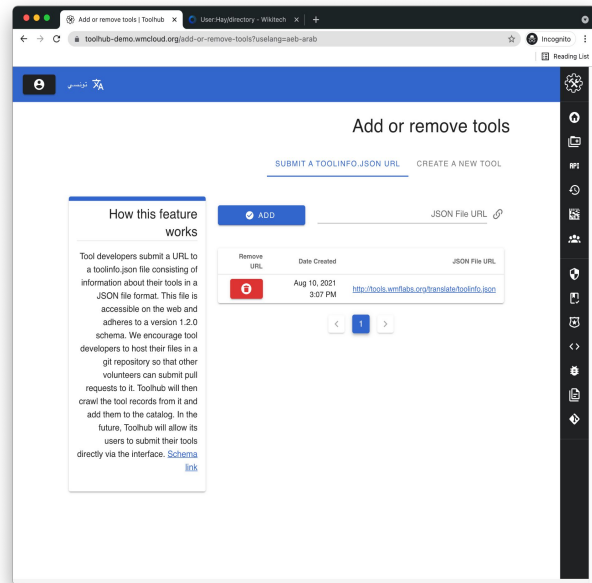 Add or remove tools | Toolhub
User:Hay/directory - Wikitech
toolhub-demo.wmcloud.org/add-or-remove-tools?uselang=aeb-arab
Incognito
Reading List
تونسي
Add or remove tools
SUBMIT A TOOLINFO.JSON URL
CREATE A NEW TOOL
API
How this feature
works
Tool developers submit a URL to
a toolinfo.json file consisting of
information about their tools in a
JSON file format. This file is
accessible on the web and
adheres to a version 1.2.0
schema. We encourage tool
developers to host their files in a
git repository so that other
volunteers can submit pull
requests to it. Toolhub will then
crawl the tool records from it and
add them to the catalog. In the
future, Toolhub will allow its
users to submit their tools
directly via the interface. Schema
link
ADD
JSON File URL
Remove
URL
Date Created
JSON File URL
Aug 10, 2021
3:07 PM
http://tools.wmflabs.org/translate/toolinfo.json
1